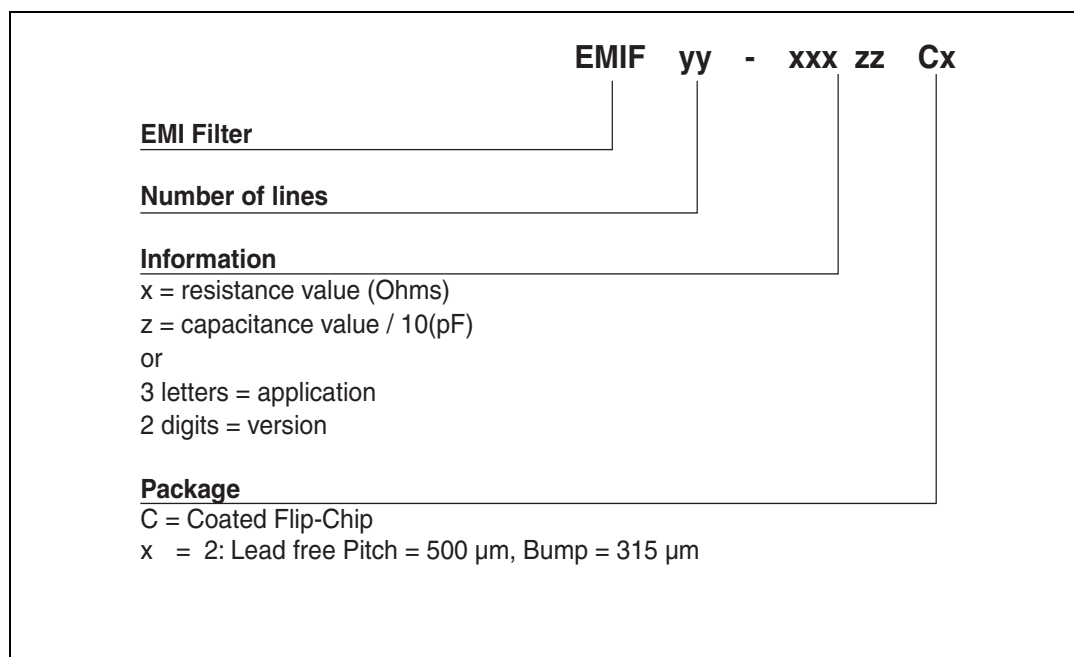 EMIF yy - xxx zz Cx
EMI Filter
Number of lines
Information
x = resistance value (Ohms)
z = capacitance value / 10(pF)
or
3 letters = application
2 digits = version
Package
C = Coated Flip-Chip
x = 2: Lead free Pitch = 500 µm, Bump = 315 µm